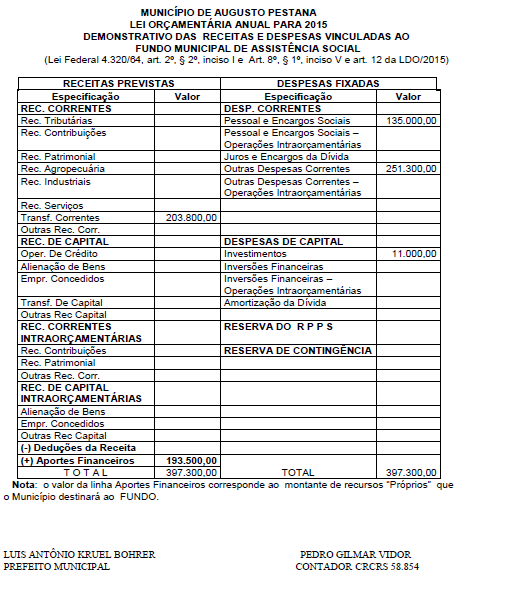 MUNICÍPIO DE AUGUSTO PESTANA
LEI ORÇAMENTÁRIA ANUAL PARA 2015
DEMONSTRATIVO DAS RECEITAS E DESPESAS VINCULADAS AO
FUNDO MUNICIPAL DE ASSISTÊNCIA SOCIAL
(Lei Federal 4.320/64, art. 2º, § 2º, inciso I e Art. 8º, § 1º, inciso V e art. 12 da LDO/2015)
RECEITAS PREVISTAS DESPESAS FIXADAS
Especificação Valor Especificação Valor
REC. CORRENTES DESP. CORRENTES
Rec. Tributárias Pessoal e Encargos Sociais 135.000,00
Rec. Contribuições Pessoal e Encargos Sociais –
Operações Intraorçamentárias
Rec. Patrimonial Juros e Encargos da Dívida
Rec. Agropecuária Outras Despesas Correntes 251.300,00
Rec. Industriais Outras Despesas Correntes –
Operações Intraorçamentárias
Rec. Serviços
Transf. Correntes 203.800,00
Outras Rec. Corr.
REC. DE CAPITAL DESPESAS DE CAPITAL
Oper. De Crédito Investimentos 11.000,00
Alienação de Bens Inversões Financeiras
Empr. Concedidos Inversões Financeiras –
Operações Intraorçamentárias
Transf. De Capital Amortização da Dívida
Outras Rec Capital
REC. CORRENTES RESERVA DO R P P S
INTRAORÇAMENTÁRIAS
Rec. Contribuições RESERVA DE CONTINGÊNCIA
Rec. Patrimonial
Outras Rec. Corr.
REC. DE CAPITAL
INTRAORÇAMENTÁRIAS
Alienação de Bens
Empr. Concedidos
Outras Rec Capital
(-) Deduções da Receita
(+) Aportes Financeiros 193.500,00
T O T A L 397.300,00 TOTAL 397.300,00
Nota: o valor da linha Aportes Financeiros corresponde ao montante de recursos “Próprios” que
o Município destinará ao FUNDO.
LUIS ANTÔNIO KRUEL BOHRER PEDRO GILMAR VIDOR
PREFEITO MUNICIPAL CONTADOR CRCRS 58.854